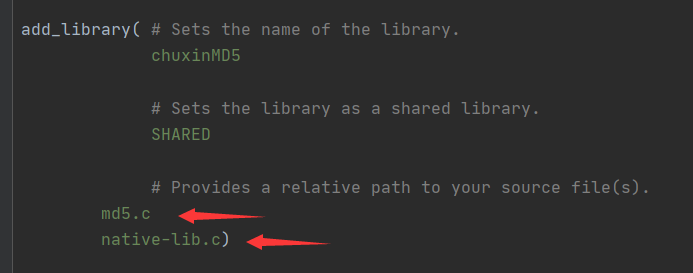 add_library( # Sets the name of the library.
chuxinMD5
# Sets the library as a shared library.
SHARED
# Provides a relative path to your source file(s).
md5.c
native-lib.c)